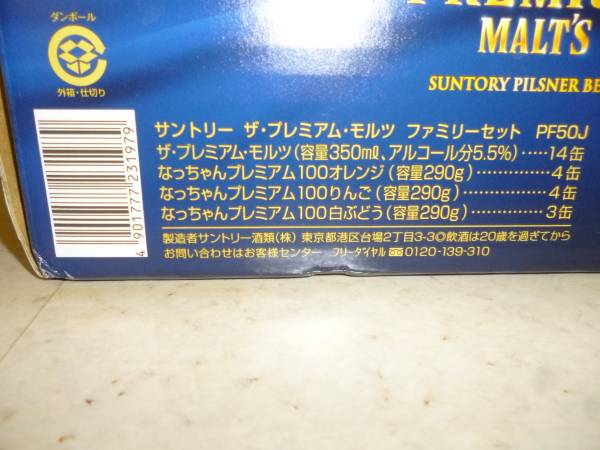 ダンボール
外箱・仕切り
MALT'S
SUNTORY PILSNER BE
4 901777 231979
サントリー ザ・プレミアム・モルツ ファミリーセット PF50J
ザ・プレミアム・モルツ(容量350mℓ、アルコール分5.5%)‥‥‥14缶
なっちゃんプレミアム100オレンジ(容量290g)‥‥‥‥‥‥4缶
なっちゃんプレミアム100りんご(容量290g)‥‥‥‥‥‥‥4缶
なっちゃんプレミアム100白ぶどう(容量290g)‥‥‥‥‥‥3缶
製造者サントリー酒類(株) 東京都港区台場2丁目3-3◎飲酒は20歳を過ぎてから
お問い合わせはお客様センター フリーダイヤル 0120-139-310